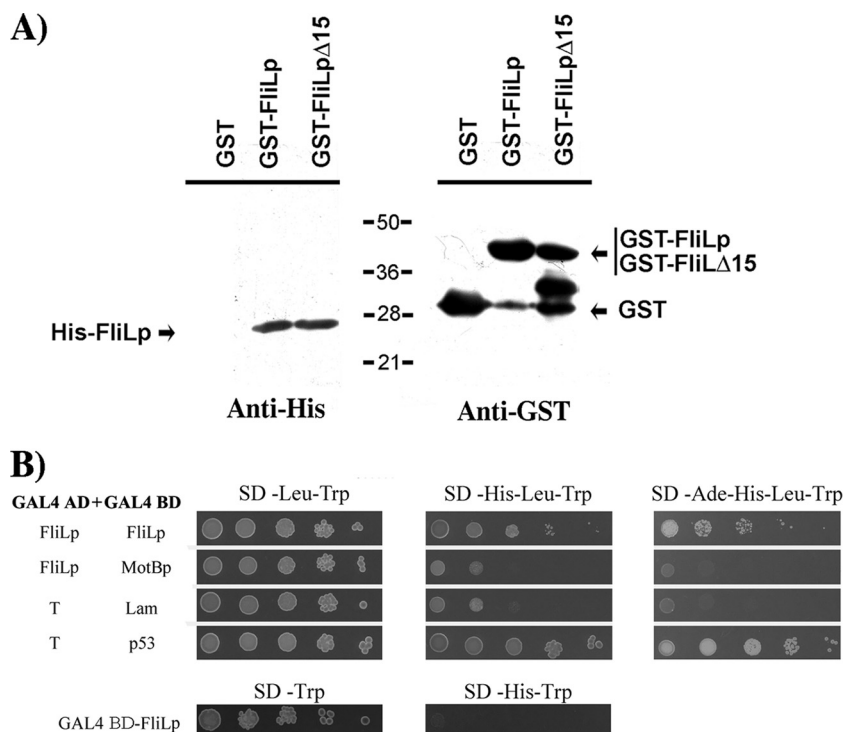 A)
GST
GST-FliLp
GST-FliLpΔ15
GST
GST-FliLp
GST-FliLpΔ15
50
36
28
21
His-FliLp
GST-FliLp
GST-FliLΔ15
GST
Anti-His
Anti-GST
B)
GAL4 AD+GAL4 BD
SD -Leu-Trp
SD -His-Leu-Trp
SD -Ade-His-Leu-Trp
FliLp FliLp
FliLp MotBp
T Lam
T p53
SD -Trp
SD -His-Trp
GAL4 BD-FliLp